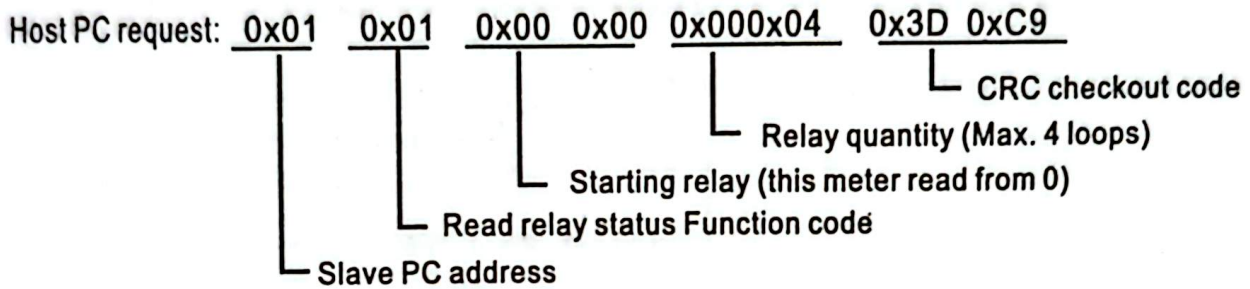 Host PC request: 0x01 0x01 0x00 0x00 0x000x04 0x3D 0xC9
CRC checkout code
Relay quantity (Max. 4 loops)
Starting relay (this meter read from 0)
Read relay status Function code
Slave PC address